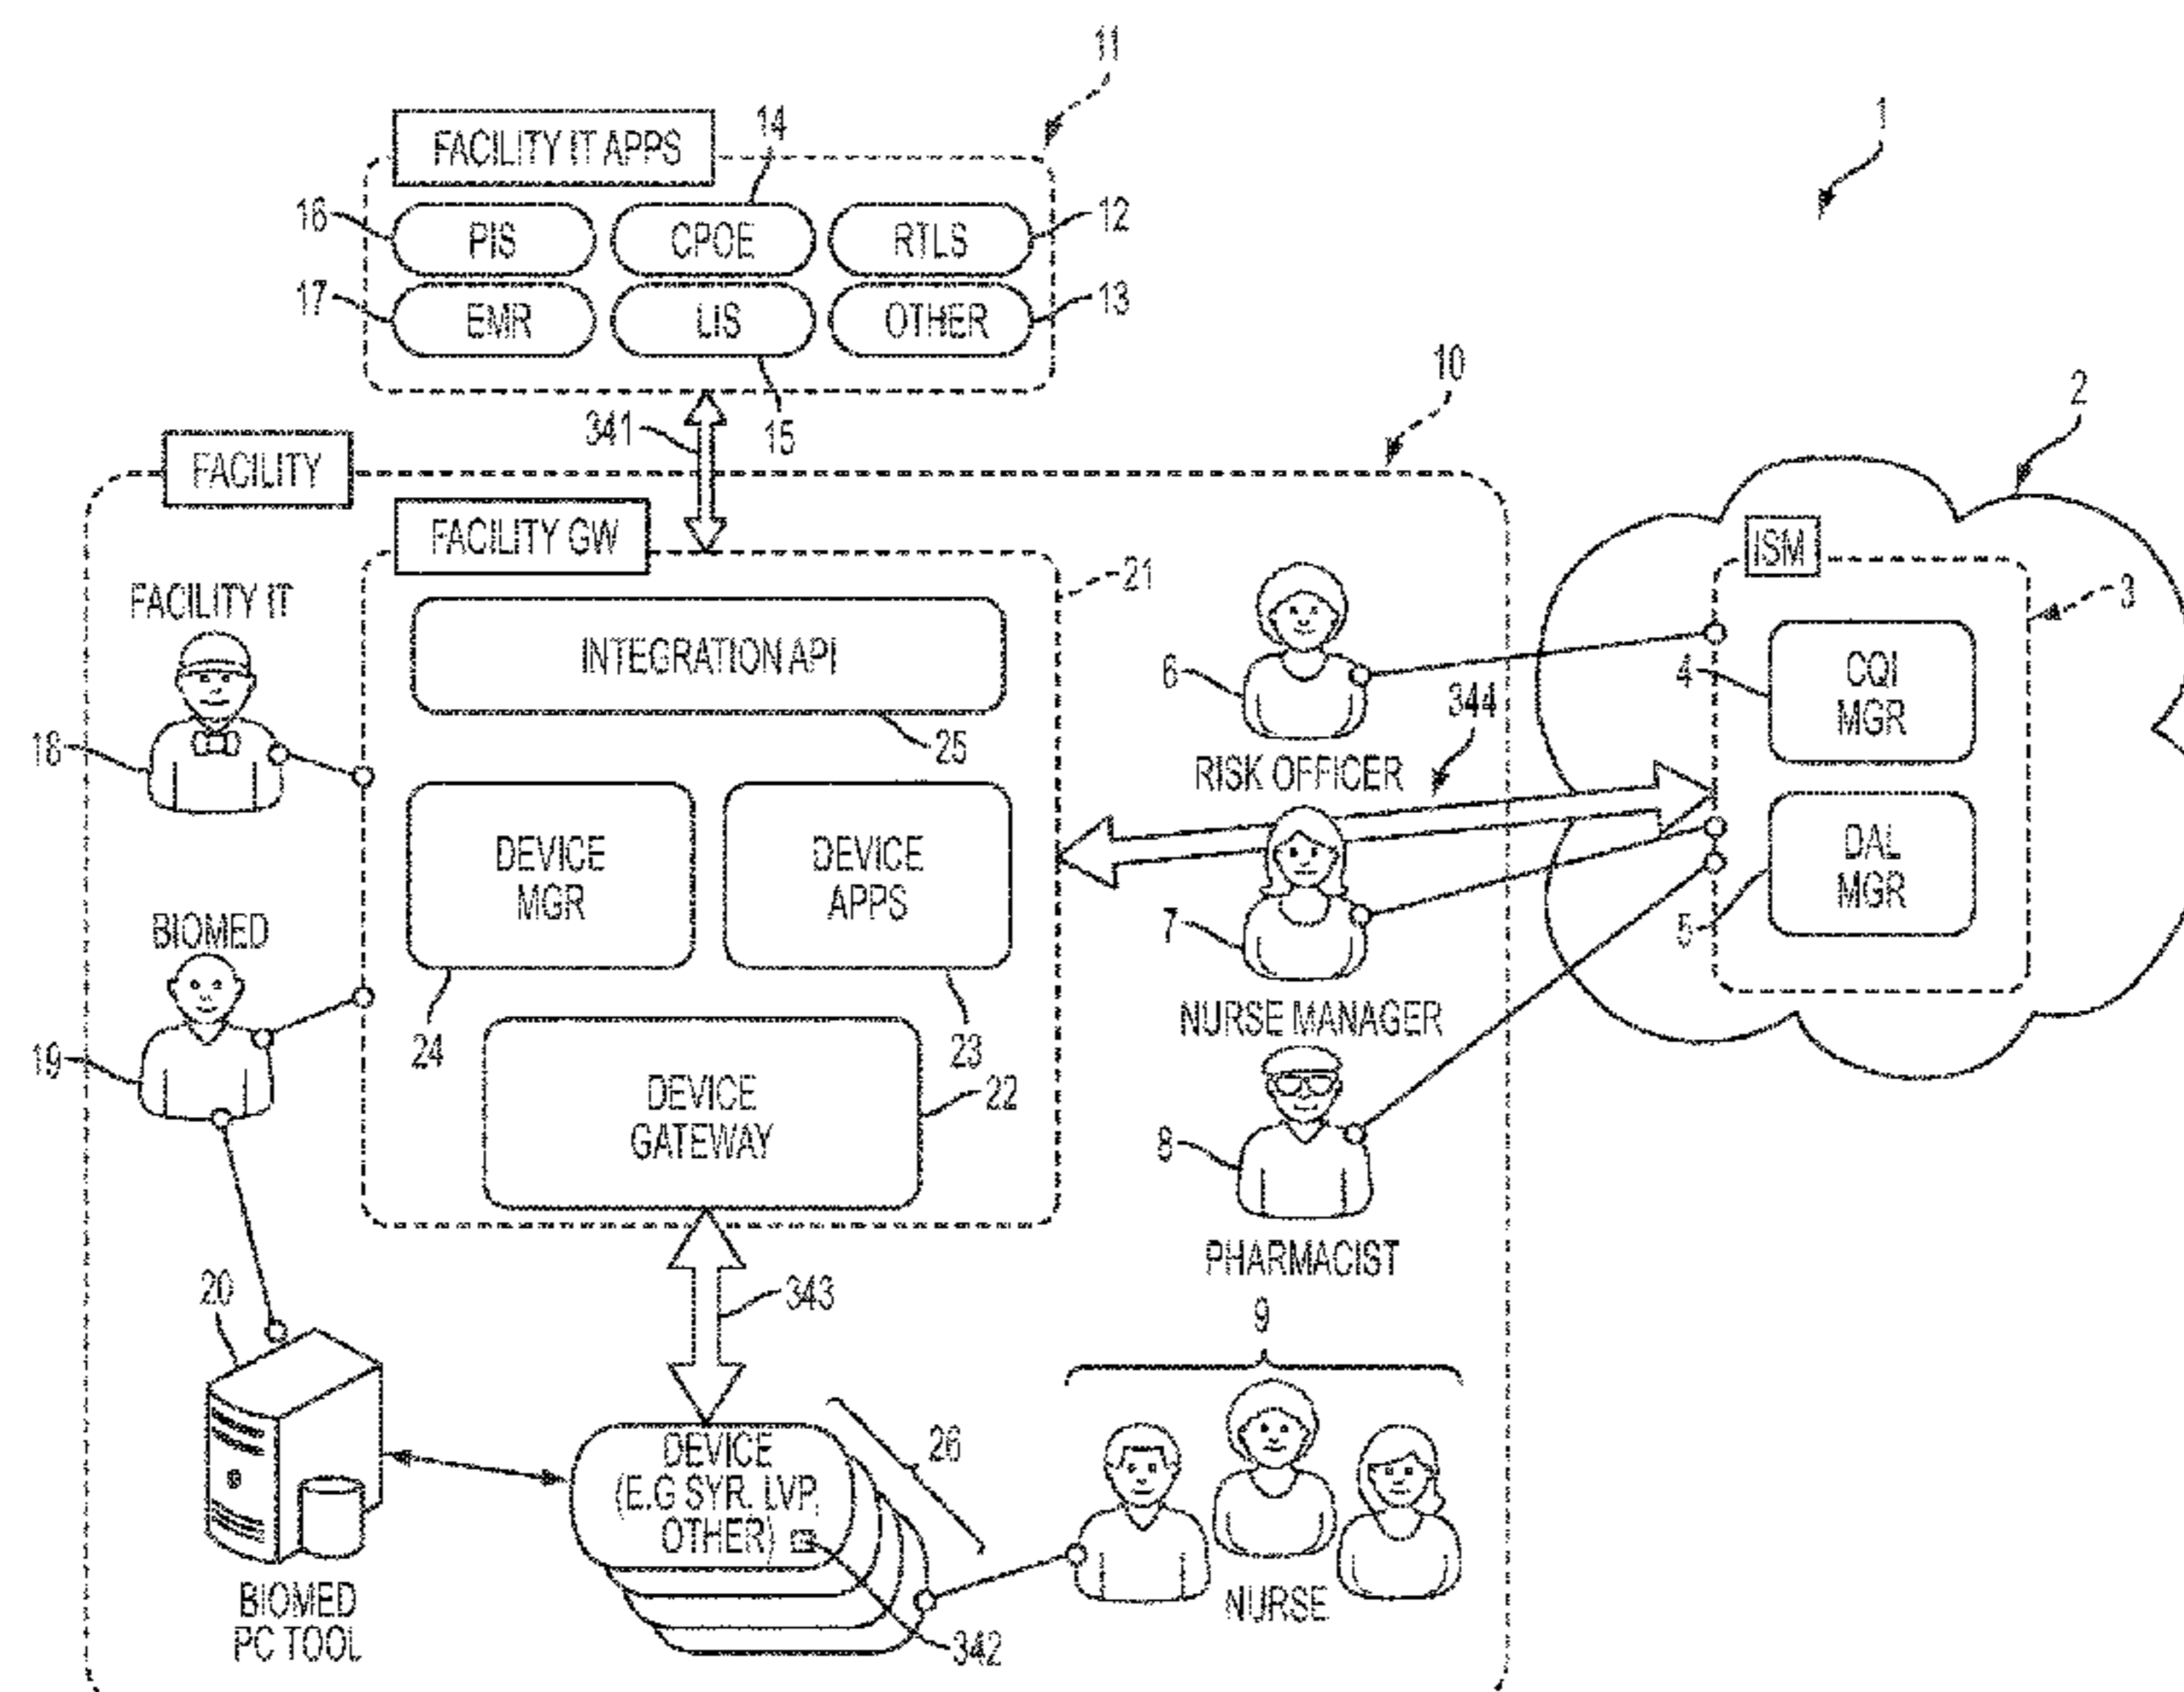 11
1
FACILITY IT APPS
14
16
PIS
CPOE
RTLS
12
17
EMR
LIS
OTHER
13
341
15
10
2
FACILITY
FACILITY GW
ISM
21
3
FACILITY IT
INTEGRATION API
6
4
CQI
MGR
344
18
25
RISK OFFICER
DEVICE
MGR
DEVICE
APPS
DAL
MGR
5
7
BIOMED
24
23
NURSE MANAGER
19
DEVICE
GATEWAY
22
8
PHARMACIST
20
343
9
26
DEVICE
(E.G SYR. LVP,
OTHER)
BIOMED
PC TOOL
NURSE
342